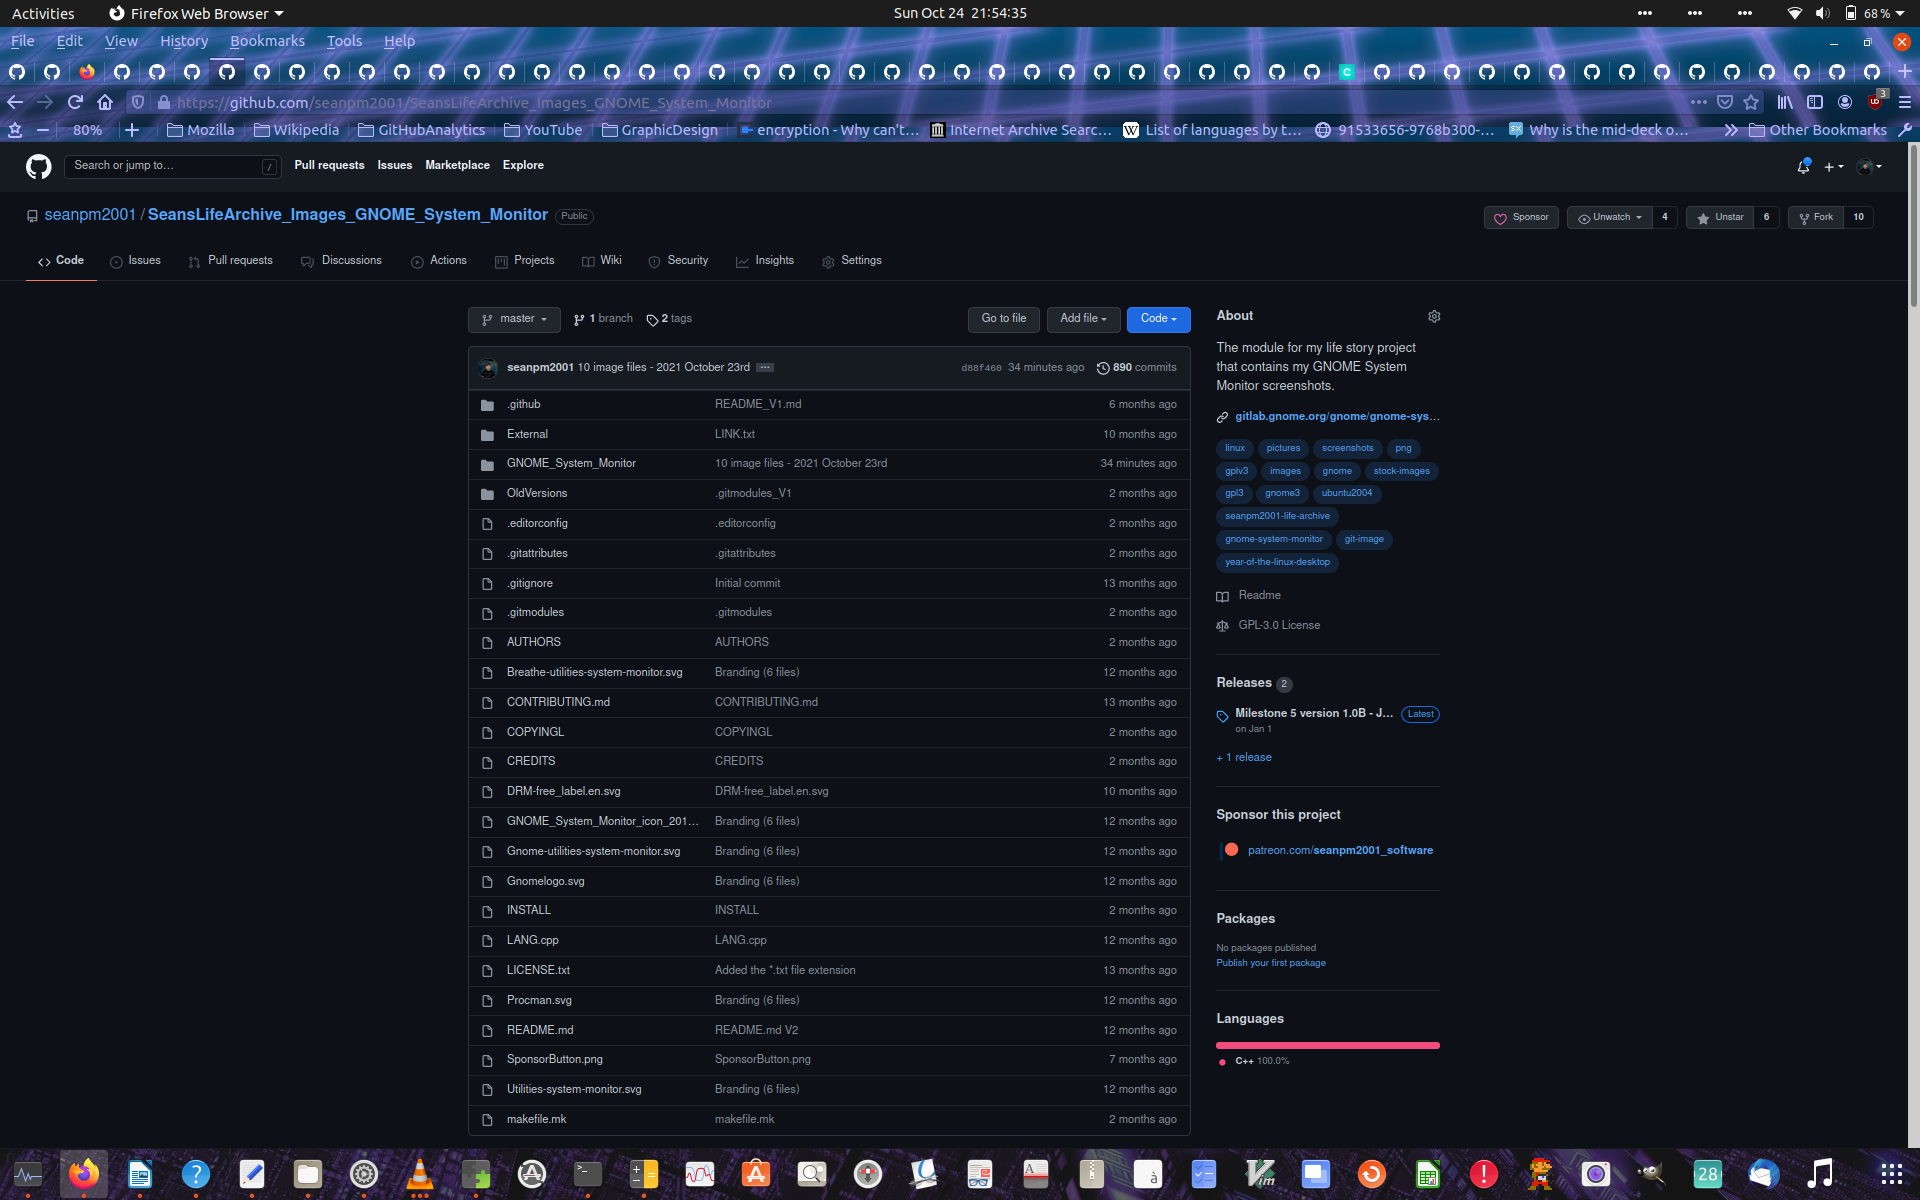 Activities Firefox Web Browser Sun Oct 24 21:54:35 68 %
File Edit View History Bookmarks Tools Help
C
https://github.com/seanpm2001/SeansLifeArchive_Images_GNOME_System_Monitor 3
80% Mozilla Wikipedia GitHubAnalytics YouTube GraphicDesign encryption - Why can't… Internet Archive Searc… W List of languages by t… 91533656-9768b300-… Why is the mid-deck o… Other Bookmarks
Search or jump to… / Pull requests Issues Marketplace Explore
seanpm2001 / SeansLifeArchive_Images_GNOME_System_Monitor Public Sponsor Unwatch 4 Unstar 6 Fork 10
Code Issues Pull requests Discussions Actions Projects Wiki Security Insights Settings
master 1 branch 2 tags Go to file Add file Code
seanpm2001 10 image files - 2021 October 23rd ··· d88f460 34 minutes ago 890 commits
.github README_V1.md 6 months ago
External LINK.txt 10 months ago
GNOME_System_Monitor 10 image files - 2021 October 23rd 34 minutes ago
OldVersions .gitmodules_V1 2 months ago
.editorconfig .editorconfig 2 months ago
.gitattributes .gitattributes 2 months ago
.gitignore Initial commit 13 months ago
.gitmodules .gitmodules 2 months ago
AUTHORS AUTHORS 2 months ago
Breathe-utilities-system-monitor.svg Branding (6 files) 12 months ago
CONTRIBUTING.md CONTRIBUTING.md 13 months ago
COPYINGL COPYINGL 2 months ago
CREDITS CREDITS 2 months ago
DRM-free_label.en.svg DRM-free_label.en.svg 10 months ago
GNOME_System_Monitor_icon_201… Branding (6 files) 12 months ago
Gnome-utilities-system-monitor.svg Branding (6 files) 12 months ago
Gnomelogo.svg Branding (6 files) 12 months ago
INSTALL INSTALL 2 months ago
LANG.cpp LANG.cpp 12 months ago
LICENSE.txt Added the *.txt file extension 13 months ago
Procman.svg Branding (6 files) 12 months ago
README.md README.md V2 12 months ago
SponsorButton.png SponsorButton.png 7 months ago
Utilities-system-monitor.svg Branding (6 files) 12 months ago
makefile.mk makefile.mk 2 months ago
About
The module for my life story project
that contains my GNOME System
Monitor screenshots.
gitlab.gnome.org/gnome/gnome-sys…
linux pictures screenshots png
gplv3 images gnome stock-images
gpl3 gnome3 ubuntu2004
seanpm2001-life-archive
gnome-system-monitor git-image
year-of-the-linux-desktop
Readme
GPL-3.0 License
Releases 2
Milestone 5 version 1.0B - J… Latest
on Jan 1
+ 1 release
Sponsor this project
patreon.com/seanpm2001_software
Packages
No packages published
Publish your first package
Languages
C++ 100.0%
28